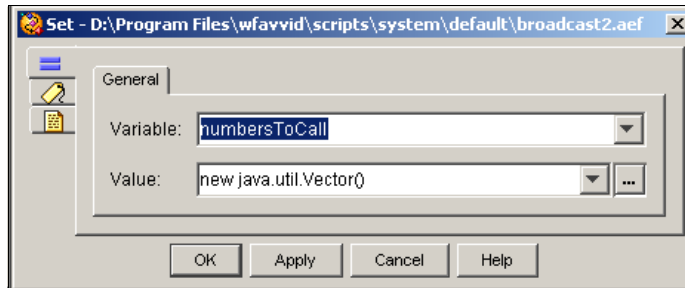 Set - D:\Program Files\wfavvid\scripts\system\default\broadcast2.aef
General
Variable: numbersToCall
Value: new java.util.Vector() ...
OK Apply Cancel Help